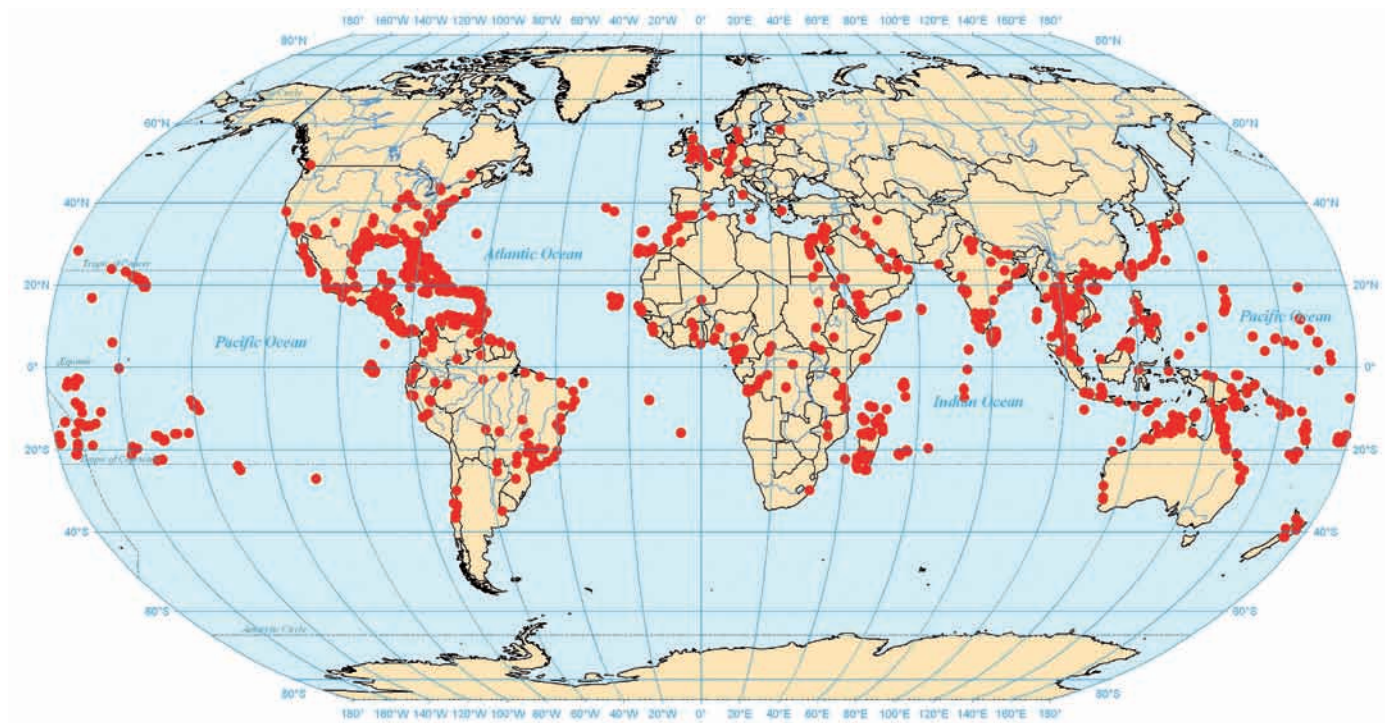 180° 160°W 140°W 120°W 100°W 80°W 60°W 40°W 20°W 0° 20°E 40°E 60°E 80°E 100°E 120°E 140°E 160°E 180°
80°N 80°N
Circle
60°N 60°N
40°N 40°N
Atlantic Ocean
Tropic of Cancer
20°N 20°N
Pacific Ocean Pacific Ocean
Equator
0° 0°
Indian Ocean
20°S 20°S
40°S 40°S
60°S 60°S
Antarctic Circle
80°S 80°S
180° 160°W 140°W 120°W 100°W 80°W 60°W 40°W 20°W 0° 20°E 40°E 60°E 80°E 100°E 120°E 140°E 160°E 180°